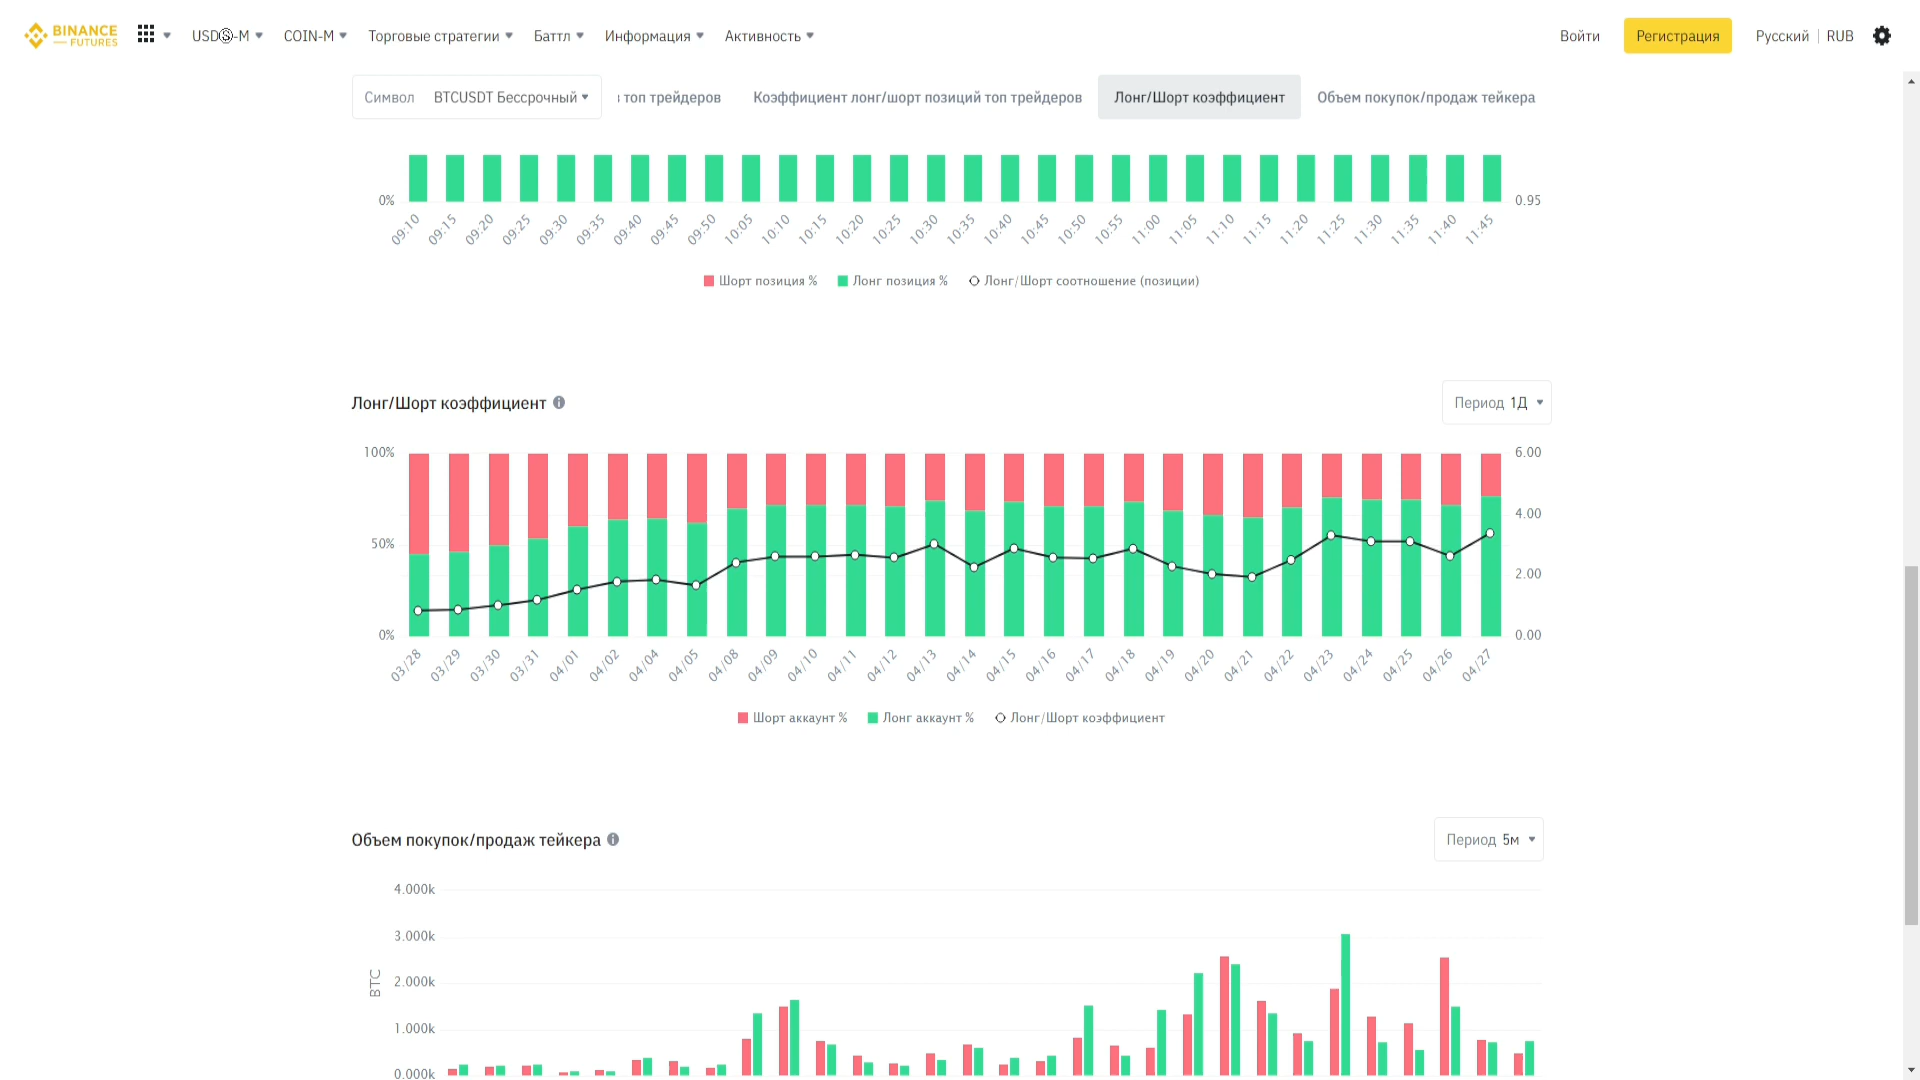 BINANCE
FUTURES
USDⓈ-M
COIN-M
Торговые стратегии
Баттл
Информация
Активность
Войти
Регистрация
Русский
RUB
Символ BTCUSDT Бессрочный
топ трейдеров
Коэффициент лонг/шорт позиций топ трейдеров
Лонг/Шорт коэффициент
Объем покупок/продаж тейкера
0%
0.95
09:10 09:15 09:20 09:25 09:30 09:35 09:40 09:45 09:50 10:05 10:10 10:15 10:20 10:25 10:30 10:35 10:40 10:45 10:50 10:55 11:00 11:05 11:10 11:15 11:20 11:25 11:30 11:35 11:40 11:45
Шорт позиция % Лонг позиция % Лонг/Шорт соотношение (позиции)
Лонг/Шорт коэффициент
Период 1Д
100% 6.00
4.00
50%
2.00
0% 0.00
03/28 03/29 03/30 03/31 04/01 04/02 04/04 04/05 04/08 04/09 04/10 04/11 04/12 04/13 04/14 04/15 04/16 04/17 04/18 04/19 04/20 04/21 04/22 04/23 04/24 04/25 04/26 04/27
Шорт аккаунт % Лонг аккаунт % Лонг/Шорт коэффициент
Объем покупок/продаж тейкера
Период 5м
4.000k
3.000k
BTC
2.000k
1.000k
0.000k